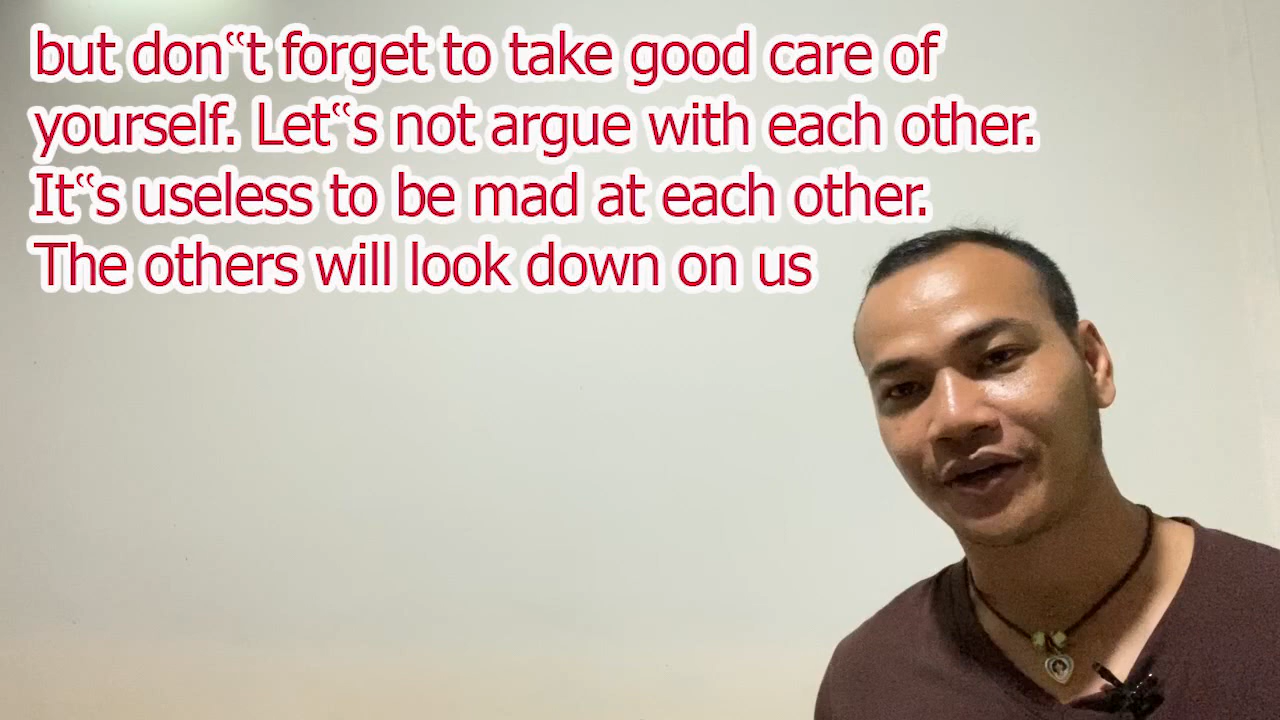 but don‟t forget to take good care of
yourself. Let‟s not argue with each other.
It‟s useless to be mad at each other.
The others will look down on us